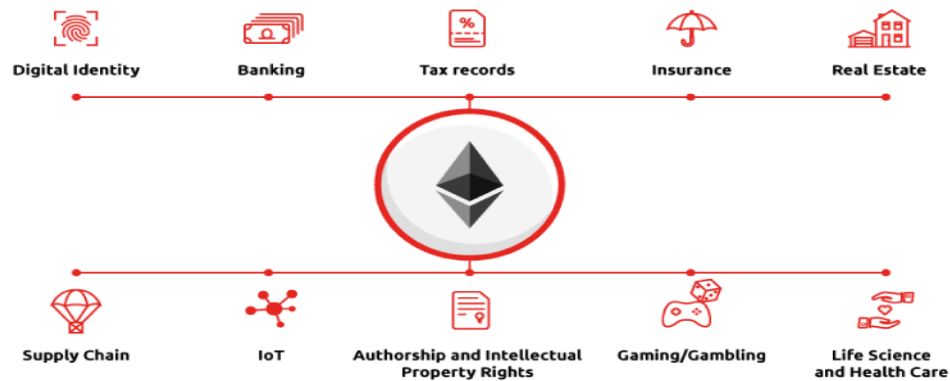 Digital Identity
Banking
Tax records
Insurance
Real Estate
Supply Chain
IoT
Authorship and Intellectual
Property Rights
Gaming/Gambling
Life Science
and Health Care